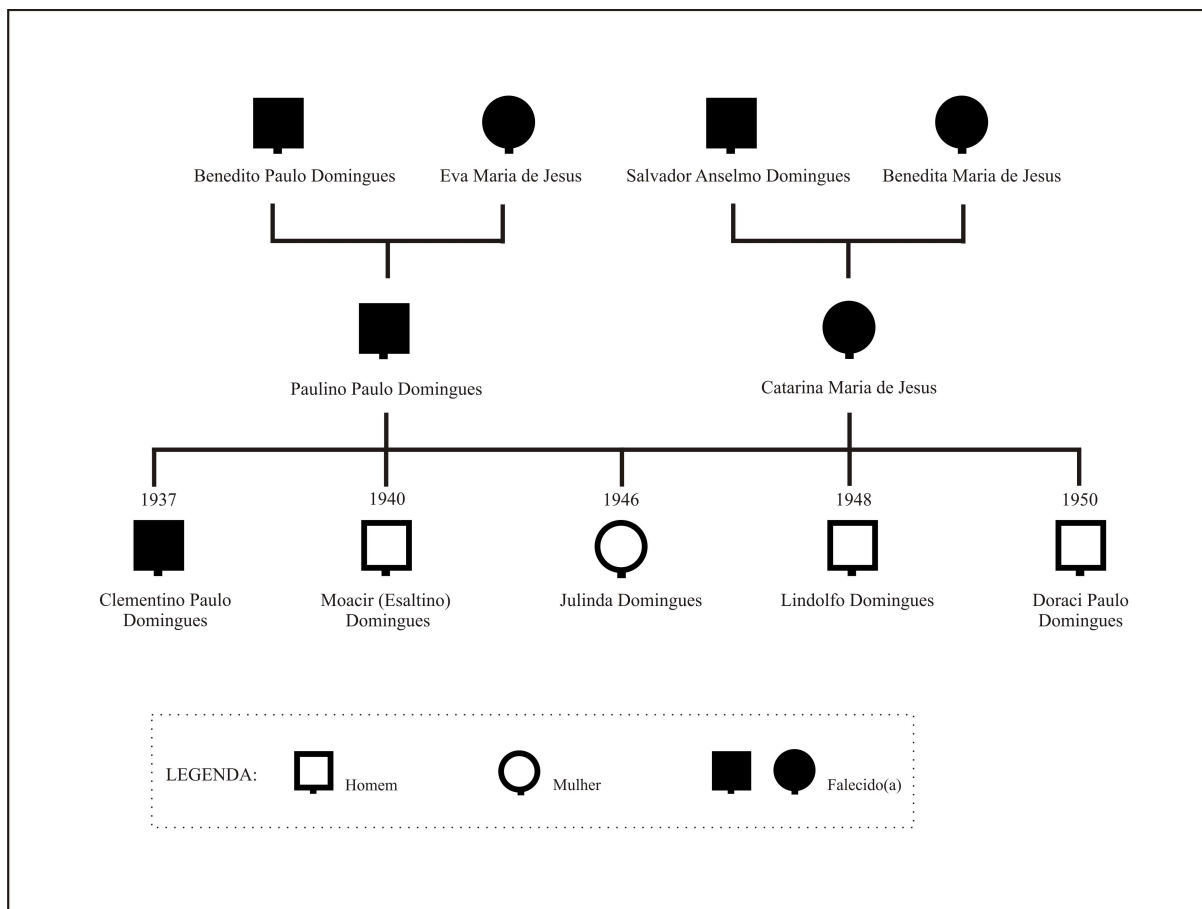 Benedito Paulo Domingues
Eva Maria de Jesus
Salvador Anselmo Domingues
Benedita Maria de Jesus
Paulino Paulo Domingues
Catarina Maria de Jesus
1937
1940
1946
1948
1950
Clementino Paulo
Domingues
Moacir (Esaltino)
Domingues
Julinda Domingues
Lindolfo Domingues
Doraci Paulo
Domingues
LEGENDA:
Homem
Mulher
Falecido(a)